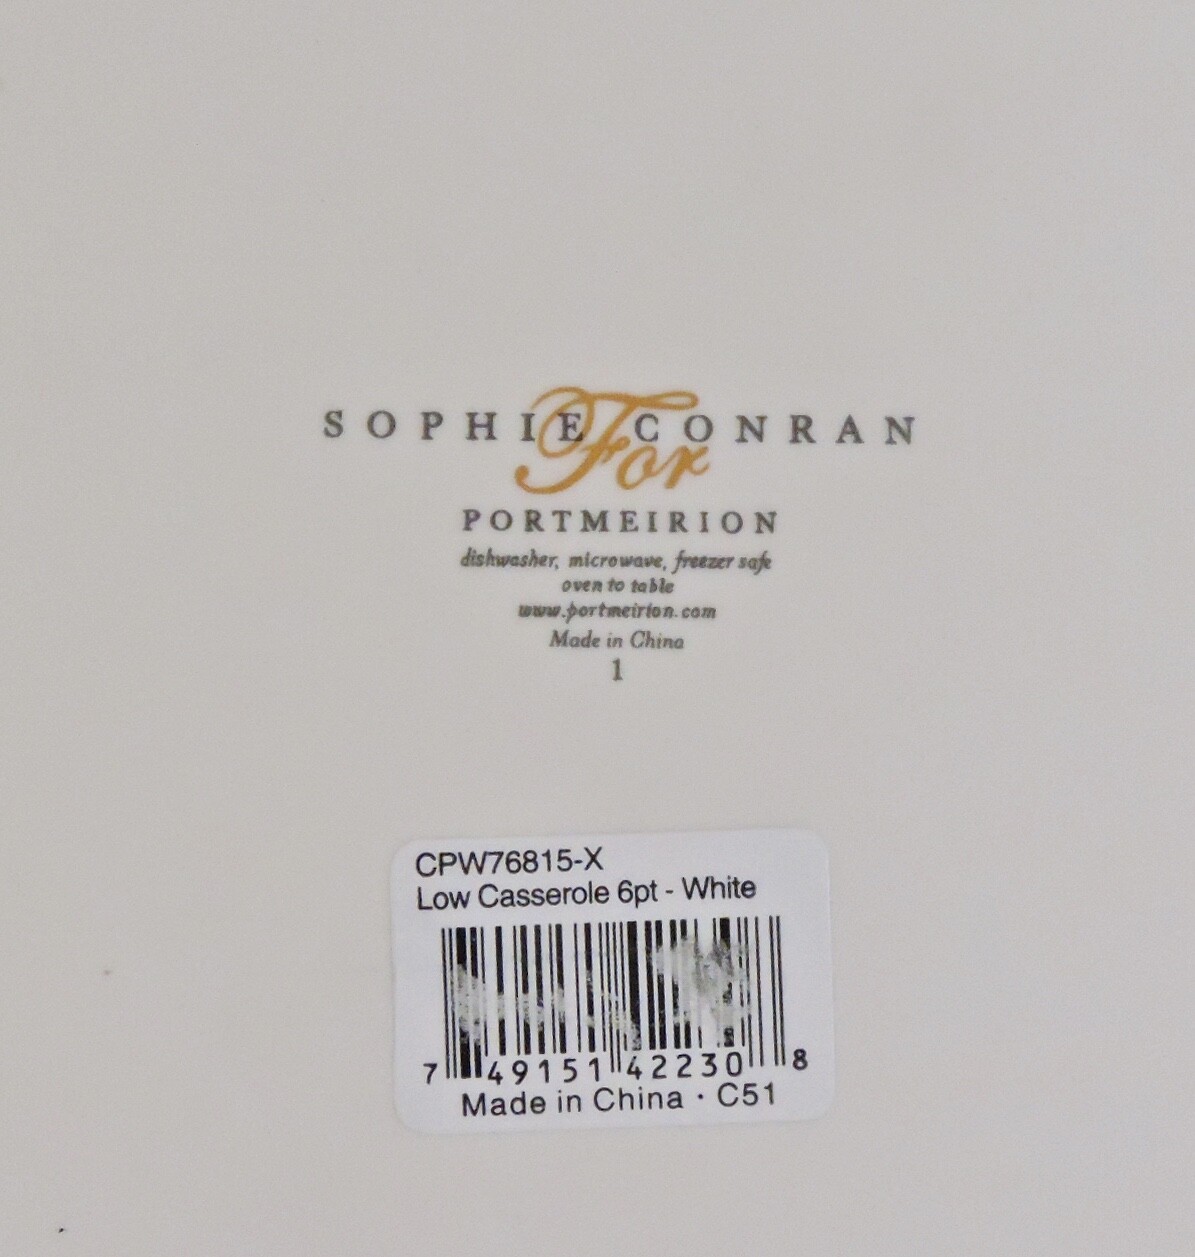 SOPHIE CONRAN
For
PORTMEIRION
dishwasher, microwave, freezer safe
oven to table
www.portmeirion.com
Made in China
1
CPW76815-X
Low Casserole 6pt - White
7 49151 42230 8
Made in China · C51